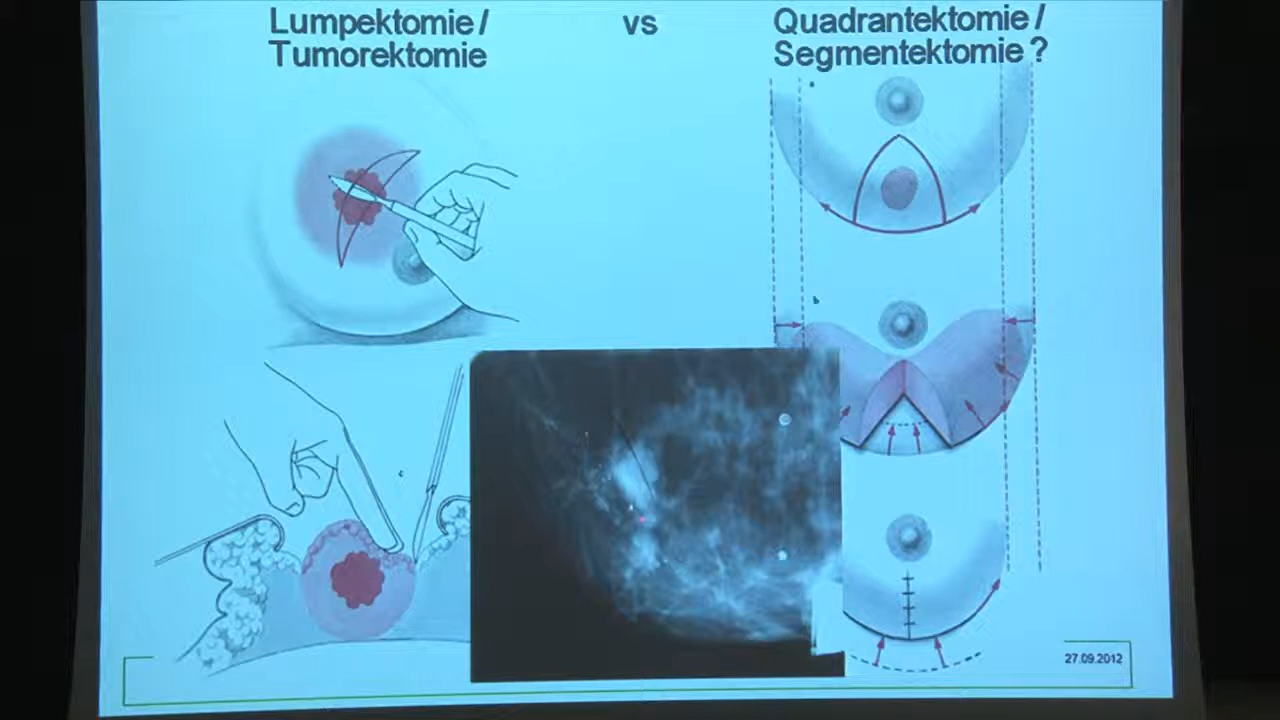 Lumpektomie /
Tumorektomie
vs
Quadrantektomie /
Segmentektomie ?
a
b
c
27.09.2012